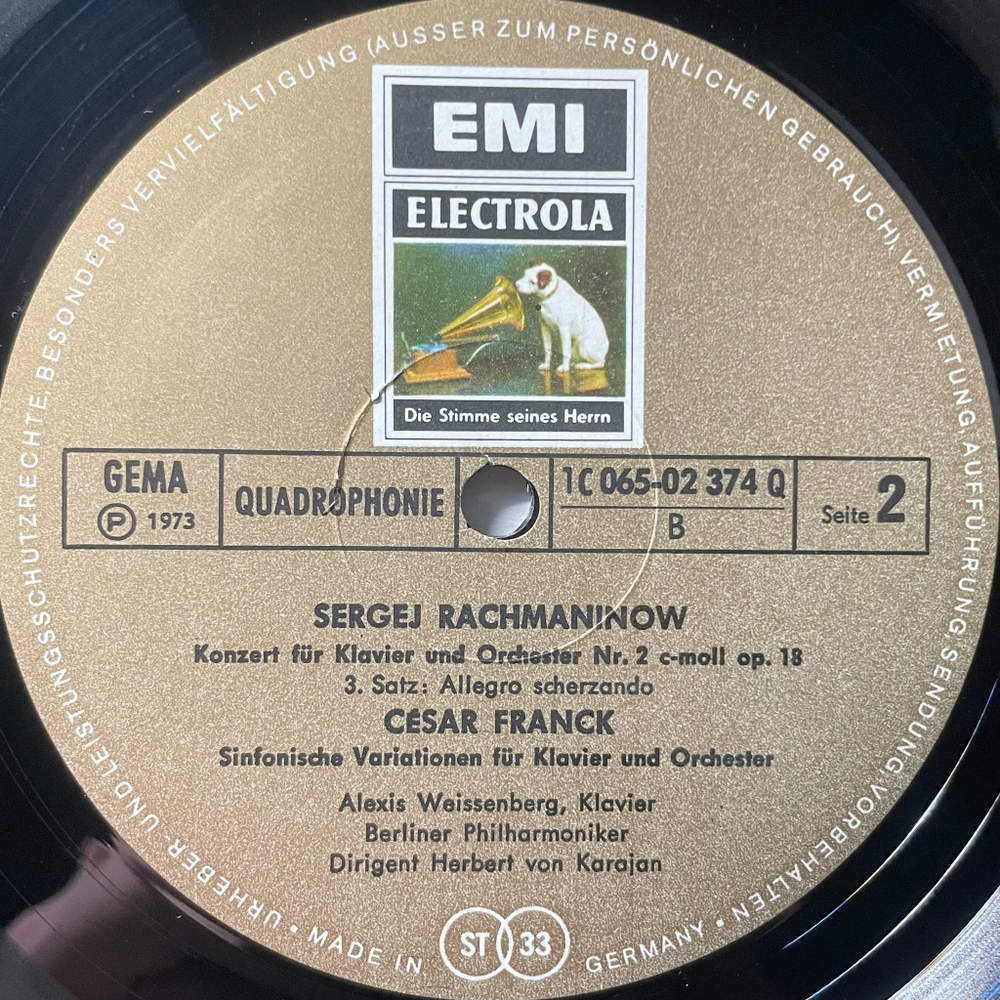 URHEBER- UND LEISTUNGSSCHUTZRECHTE, BESONDERS VERVIELFÄLTIGUNG (AUSSER ZUM PERSÖNLICHEN GEBRAUCH), VERMIETUNG, AUFFÜHRUNG, SENDUNG, VORBEHALTEN •
EMI
ELECTROLA
Die Stimme seines Herrn
GEMA
Ⓟ 1973
QUADROPHONIE
1C 065-02 374 Q
B
Seite 2
SERGEJ RACHMANINOW
Konzert für Klavier und Orchester Nr. 2 c-moll op. 18
3. Satz: Allegro scherzando
CÉSAR FRANCK
Sinfonische Variationen für Klavier und Orchester
Alexis Weissenberg, Klavier
Berliner Philharmoniker
Dirigent Herbert von Karajan
ST 33
• MADE IN GERMANY •